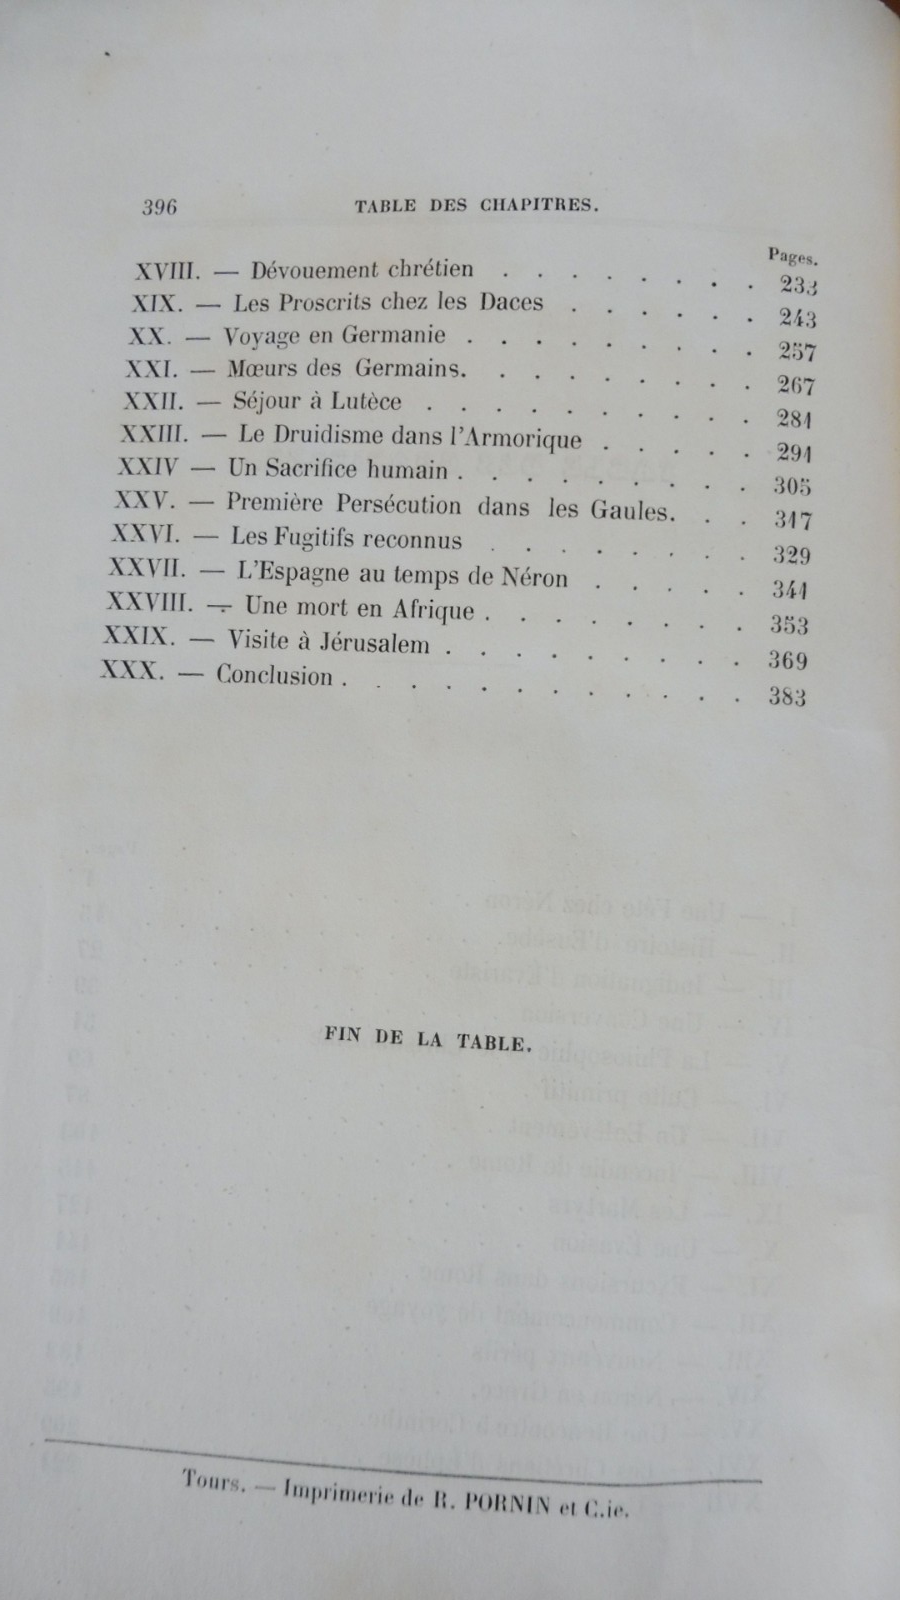 396 TABLE DES CHAPITRES.
Pages.
XVIII. — Dévouement chrétien . . . . . . . 233
XIX. — Les Proscrits chez les Daces . . . . . . 243
XX. — Voyage en Germanie . . . . . . . . . 257
XXI. — Mœurs des Germains. . . . . . . . . 267
XXII. — Séjour à Lutèce . . . . . . . . . . 281
XXIII. — Le Druidisme dans l'Armorique . . . . . 291
XXIV — Un Sacrifice humain . . . . . . . . . 305
XXV. — Première Persécution dans les Gaules. . . 317
XXVI. — Les Fugitifs reconnus . . . . . . . . 329
XXVII. — L'Espagne au temps de Néron . . . . . 341
XXVIII. — Une mort en Afrique . . . . . . . . 353
XXIX. — Visite à Jérusalem . . . . . . . . . 369
XXX. — Conclusion . . . . . . . . . . . . 383
FIN DE LA TABLE.
Tours. — Imprimerie de R. PORNIN et C.ie.